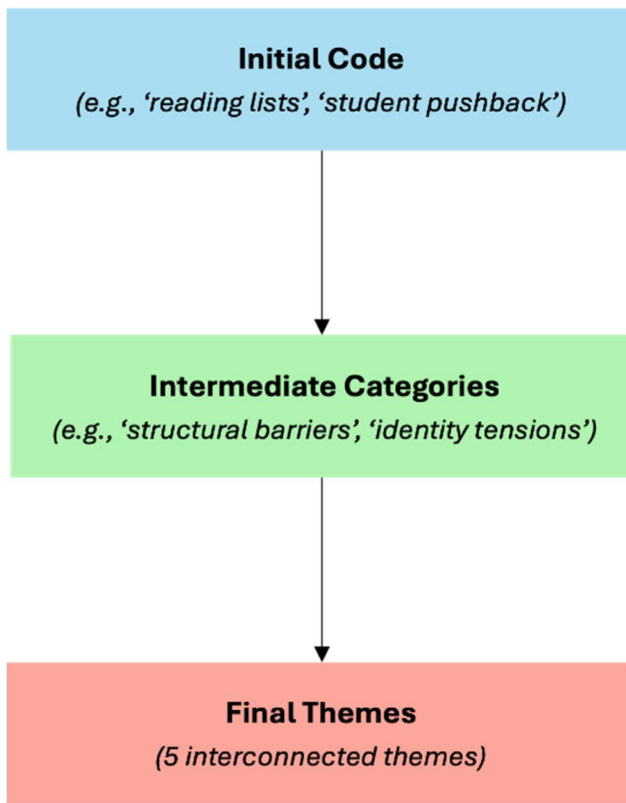 Initial Code
(e.g., ‘reading lists’, ‘student pushback’)
Intermediate Categories
(e.g., ‘structural barriers’, ‘identity tensions’)
Final Themes
(5 interconnected themes)